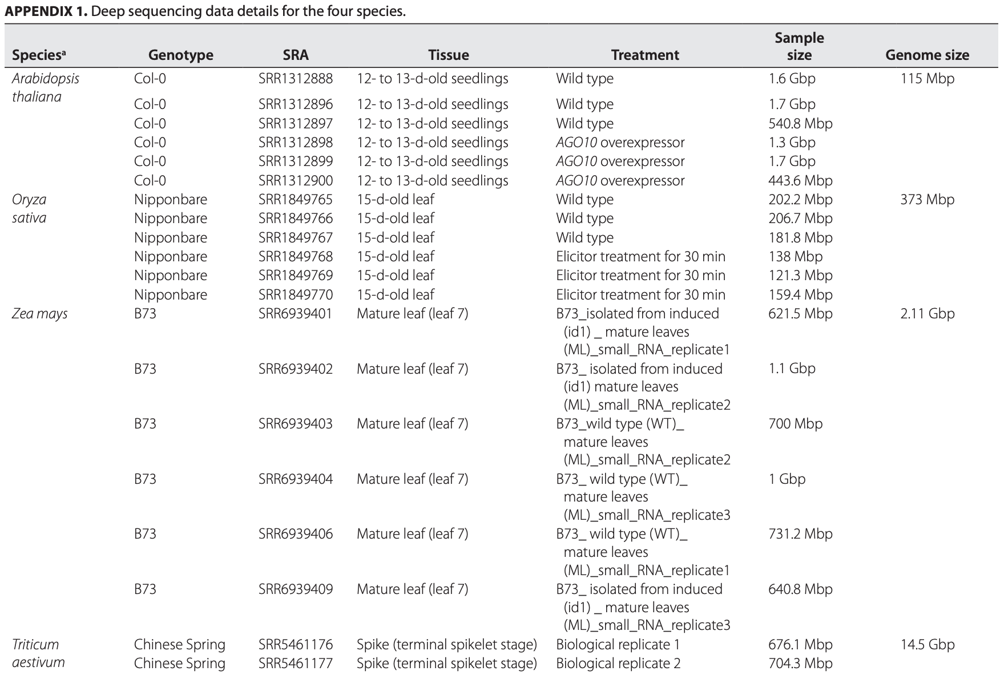 APPENDIX 1. Deep sequencing data details for the four species.
Speciesᵃ Genotype SRA Tissue Treatment Sample size Genome size
Arabidopsis thaliana Col-0 SRR1312888 12- to 13-d-old seedlings Wild type 1.6 Gbp 115 Mbp
Col-0 SRR1312896 12- to 13-d-old seedlings Wild type 1.7 Gbp
Col-0 SRR1312897 12- to 13-d-old seedlings Wild type 540.8 Mbp
Col-0 SRR1312898 12- to 13-d-old seedlings AGO10 overexpressor 1.3 Gbp
Col-0 SRR1312899 12- to 13-d-old seedlings AGO10 overexpressor 1.7 Gbp
Col-0 SRR1312900 12- to 13-d-old seedlings AGO10 overexpressor 443.6 Mbp
Oryza Nipponbare SRR1849765 15-d-old leaf Wild type 202.2 Mbp 373 Mbp
sativa Nipponbare SRR1849766 15-d-old leaf Wild type 206.7 Mbp
Nipponbare SRR1849767 15-d-old leaf Wild type 181.8 Mbp
Nipponbare SRR1849768 15-d-old leaf Elicitor treatment for 30 min 138 Mbp
Nipponbare SRR1849769 15-d-old leaf Elicitor treatment for 30 min 121.3 Mbp
Nipponbare SRR1849770 15-d-old leaf Elicitor treatment for 30 min 159.4 Mbp
Zea mays B73 SRR6939401 Mature leaf (leaf 7) B73_isolated from induced 621.5 Mbp 2.11 Gbp
(id1) _ mature leaves
(ML)_small_RNA_replicate1
B73 SRR6939402 Mature leaf (leaf 7) B73_ isolated from induced 1.1 Gbp
(id1) mature leaves
(ML)_small_RNA_replicate2
B73 SRR6939403 Mature leaf (leaf 7) B73_wild type (WT)_ 700 Mbp
mature leaves
(ML)_small_RNA_replicate2
B73 SRR6939404 Mature leaf (leaf 7) B73_ wild type (WT)_ 1 Gbp
mature leaves
(ML)_small_RNA_replicate3
B73 SRR6939406 Mature leaf (leaf 7) B73_ wild type (WT)_ 731.2 Mbp
mature leaves
(ML)_small_RNA_replicate1
B73 SRR6939409 Mature leaf (leaf 7) B73_ isolated from induced 640.8 Mbp
(id1) _ mature leaves
(ML)_small_RNA_replicate3
Triticum Chinese Spring SRR5461176 Spike (terminal spikelet stage) Biological replicate 1 676.1 Mbp 14.5 Gbp
aestivum Chinese Spring SRR5461177 Spike (terminal spikelet stage) Biological replicate 2 704.3 Mbp